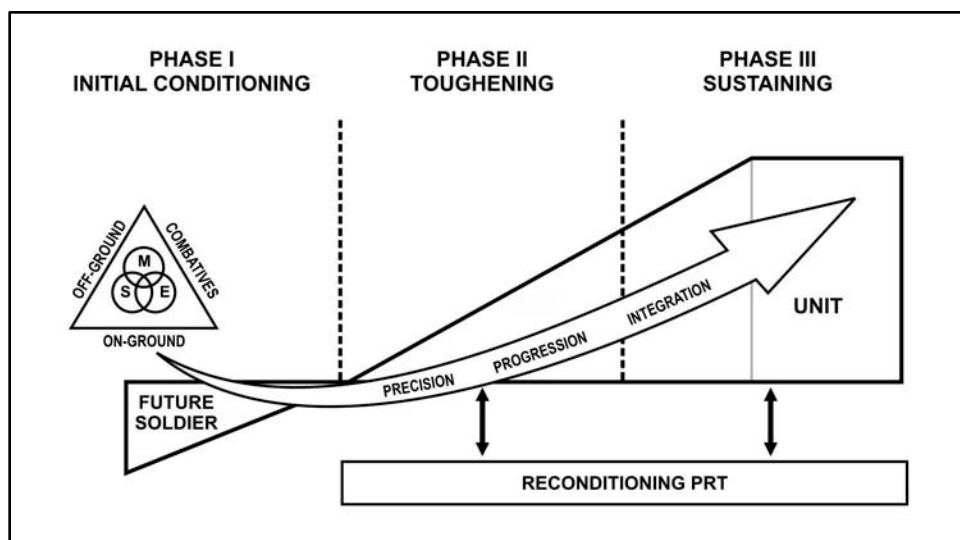 PHASE I
INITIAL CONDITIONING
PHASE II
TOUGHENING
PHASE III
SUSTAINING
OFF-GROUND
COMBATIVES
M
S
E
ON-GROUND
FUTURE
SOLDIER
PRECISION
PROGRESSION
INTEGRATION
UNIT
RECONDITIONING PRT